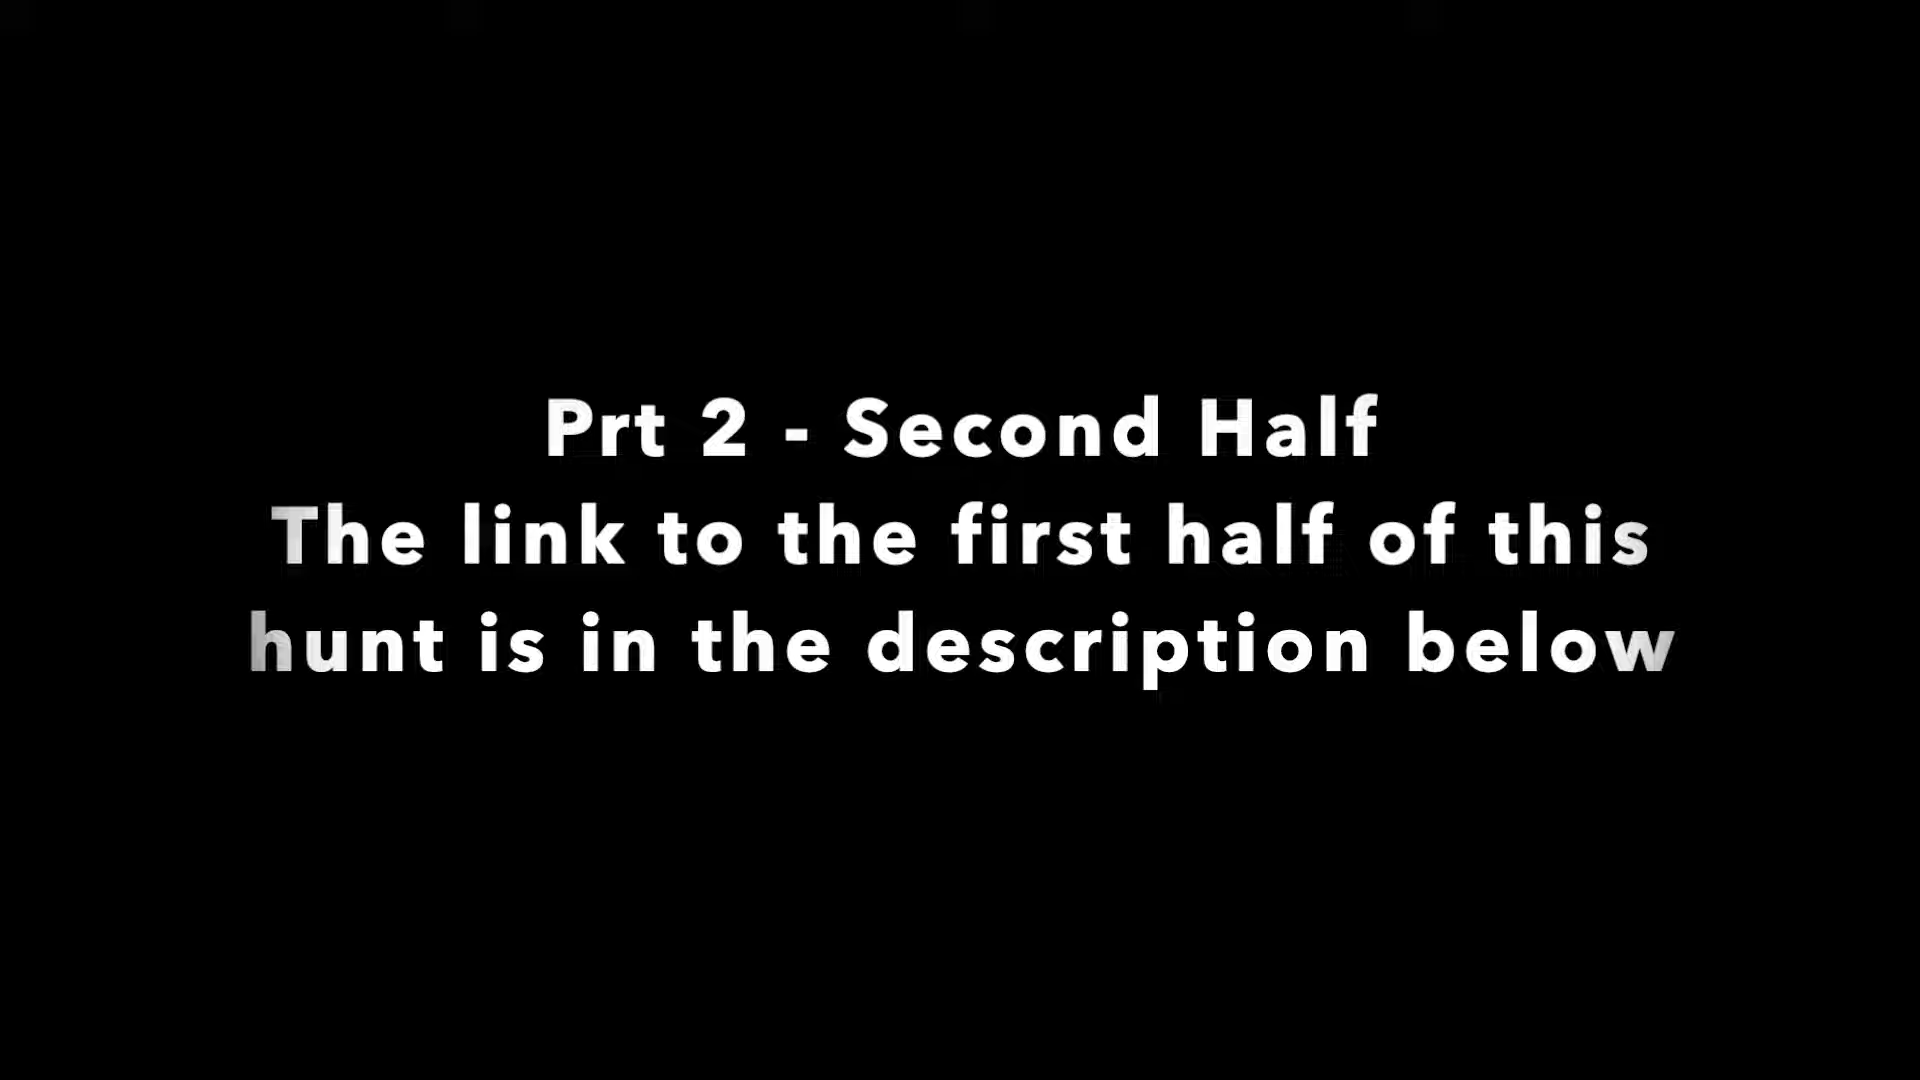 Prt 2 - Second Half
The link to the first half of this
hunt is in the description below